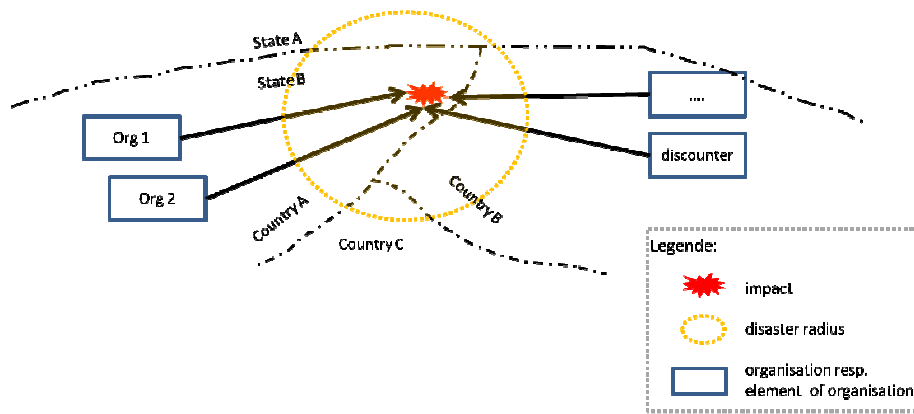 State A
State B
....
Org 1
discounter
Org 2
Country A
Country B
Country C
Legende:
impact
disaster radius
organisation resp.
element of organisation